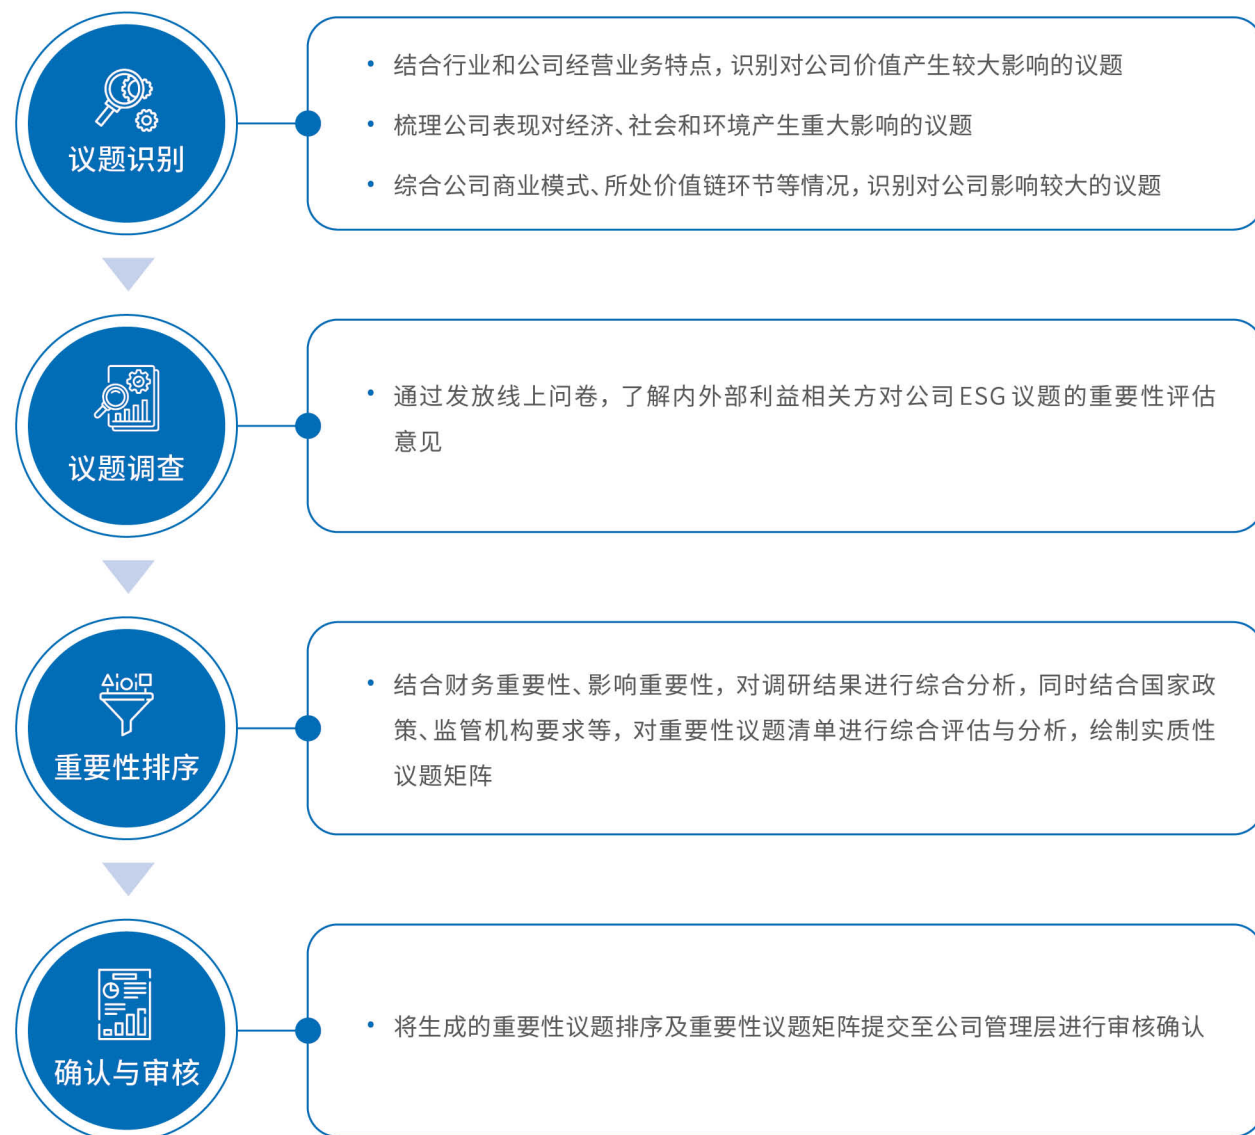 议题识别
• 结合行业和公司经营业务特点，识别对公司价值产生较大影响的议题
• 梳理公司表现对经济、社会和环境产生重大影响的议题
• 综合公司商业模式、所处价值链环节等情况，识别对公司影响较大的议题
议题调查
• 通过发放线上问卷，了解内外部利益相关方对公司 ESG 议题的重要性评估
意见
重要性排序
• 结合财务重要性、影响重要性，对调研结果进行综合分析，同时结合国家政
策、监管机构要求等，对重要性议题清单进行综合评估与分析，绘制实质性
议题矩阵
确认与审核
• 将生成的重要性议题排序及重要性议题矩阵提交至公司管理层进行审核确认